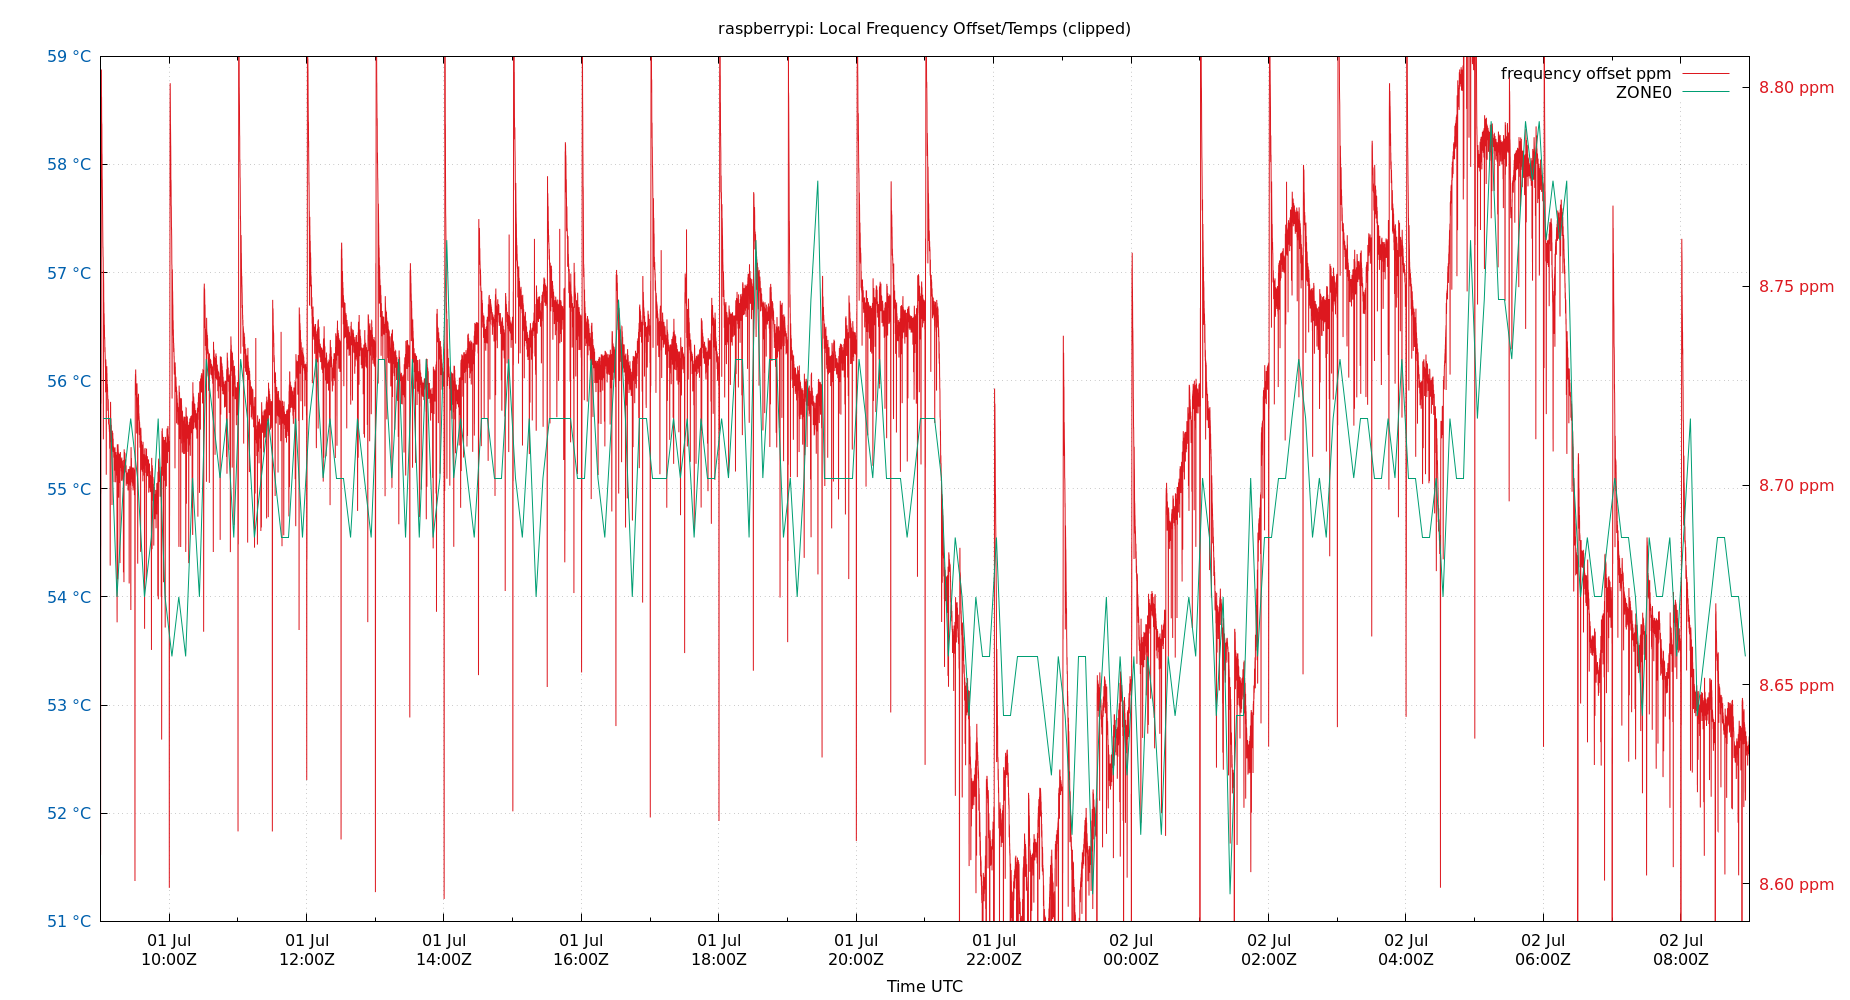 raspberrypi: Local Frequency Offset/Temps (clipped)
59 °C
58 °C
57 °C
56 °C
55 °C
54 °C
53 °C
52 °C
51 °C
frequency offset ppm
ZONE0
8.80 ppm
8.75 ppm
8.70 ppm
8.65 ppm
8.60 ppm
01 Jul 01 Jul 01 Jul 01 Jul 01 Jul 01 Jul 01 Jul 02 Jul 02 Jul 02 Jul 02 Jul 02 Jul
10:00Z 12:00Z 14:00Z 16:00Z 18:00Z 20:00Z 22:00Z 00:00Z 02:00Z 04:00Z 06:00Z 08:00Z
Time UTC